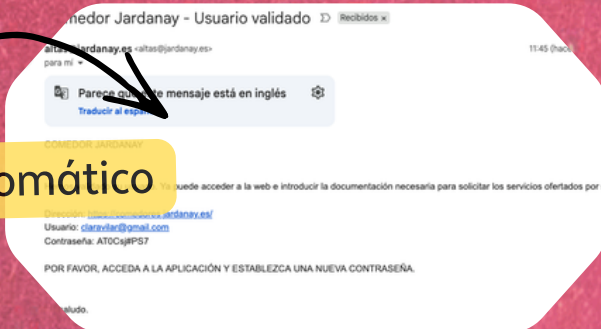 medor Jardanay - Usuario validado Recibidos x
altas@jardanay.es <altas@jardanay.es> 11:45 (hace
para mí
Parece que este mensaje está en inglés
Traducir al español
COMEDOR JARDANAY
omático
puede acceder a la web e introducir la documentación necesaria para solicitar los servicios ofertados por
Dirección: jardanay.es/
Usuario: claravilar@gmail.com
Contraseña: AT0Csj#PS7
POR FAVOR, ACCEDA A LA APLICACIÓN Y ESTABLEZCA UNA NUEVA CONTRASEÑA.
saludo.